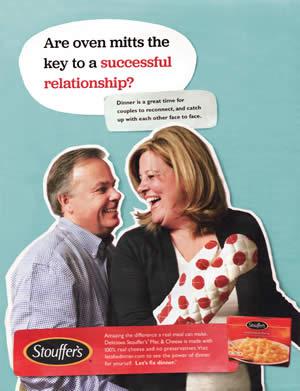 Are oven mitts the
key to a successful
relationship?
Dinner is a great time for
couples to reconnect, and catch
up with each other face to face.
Stouffer's
Amazing the difference a real meal can make.
Delicious Stouffer's® Mac & Cheese is made with
100% real cheese and no preservatives. Visit
letsfixdinner.com to see the power of dinner
for yourself. Let's fix dinner.™
Stouffer's